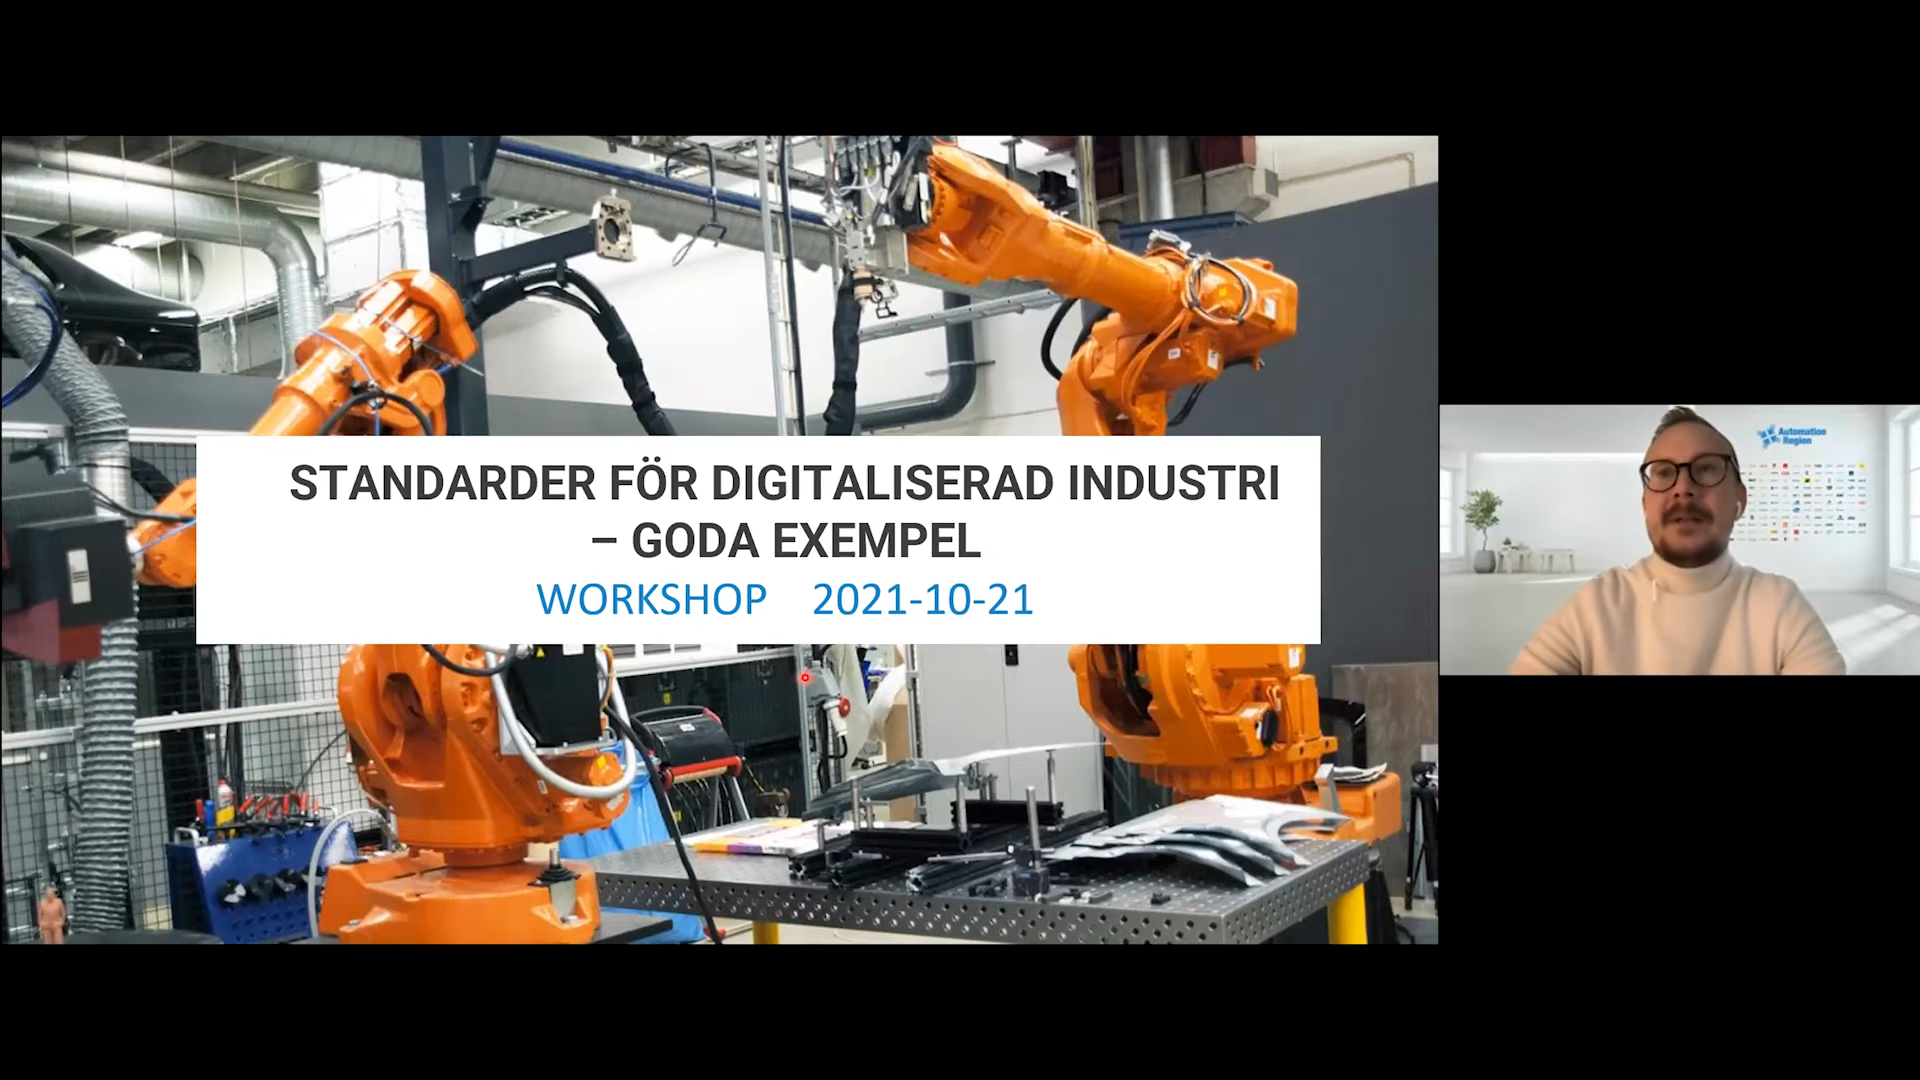 STANDARDER FÖR DIGITALISERAD INDUSTRI
– GODA EXEMPEL
WORKSHOP 2021-10-21
Automation
Region